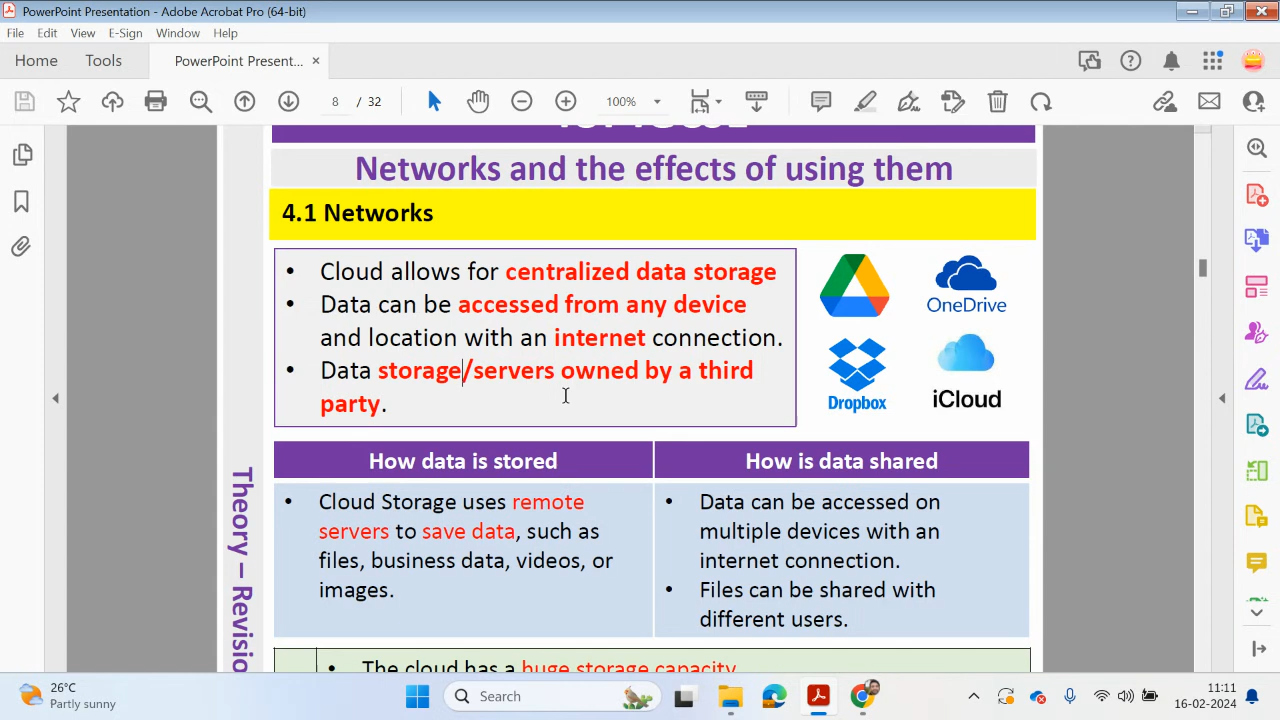 PowerPoint Presentation - Adobe Acrobat Pro (64-bit)
File Edit View E-Sign Window Help
Home Tools PowerPoint Present... ×
8 / 32 100%
Networks and the effects of using them
4.1 Networks
• Cloud allows for centralized data storage
• Data can be accessed from any device
and location with an internet connection.
• Data storage/servers owned by a third
party.
OneDrive
Dropbox
iCloud
How data is stored
• Cloud Storage uses remote
servers to save data, such as
files, business data, videos, or
images.
How is data shared
• Data can be accessed on
multiple devices with an
internet connection.
• Files can be shared with
different users.
• The cloud has a huge storage capacity
Theory – Revisio
26°C
Partly sunny
Search
11:11
16-02-2024